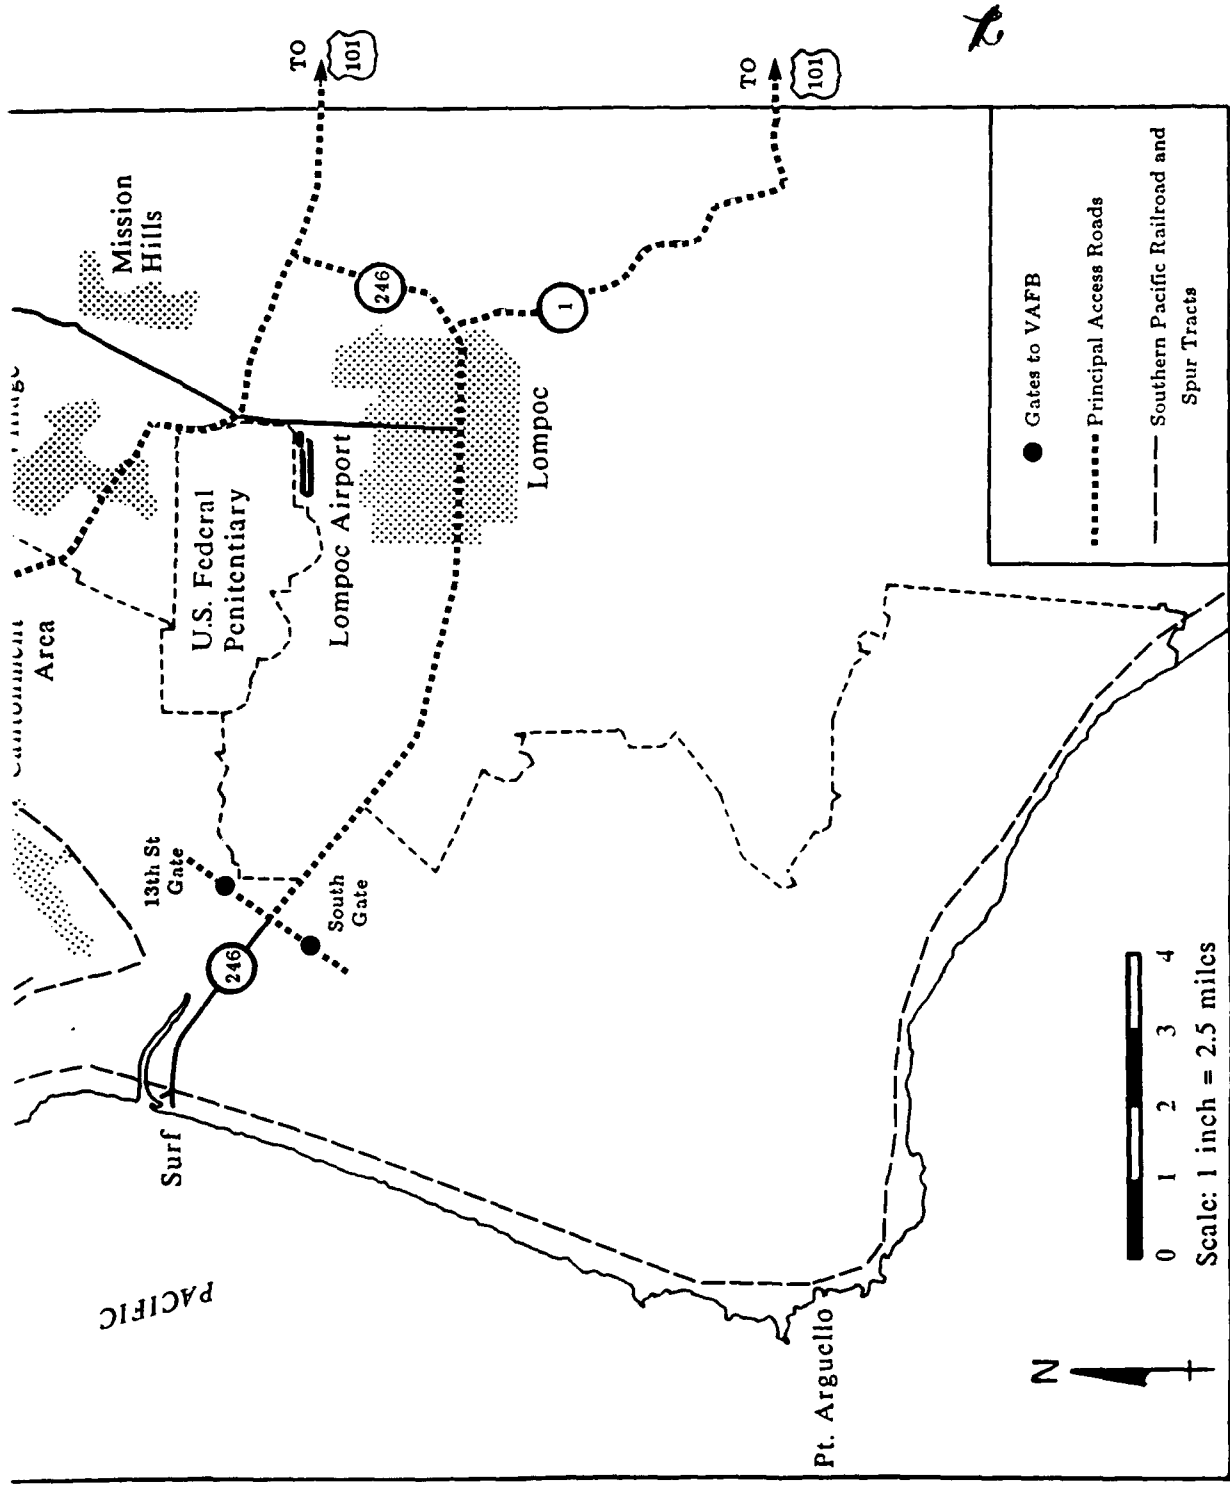 TO
101
TO
101
Mission
Hills
246
1
Area
U.S. Federal
Penitentiary
Lompoc Airport
Lompoc
13th St
Gate
South
Gate
246
Surf
PACIFIC
Pt. Arguello
Gates to VAFB
Principal Access Roads
Southern Pacific Railroad and
Spur Tracts
N
0 1 2 3 4
Scale: 1 inch = 2.5 miles